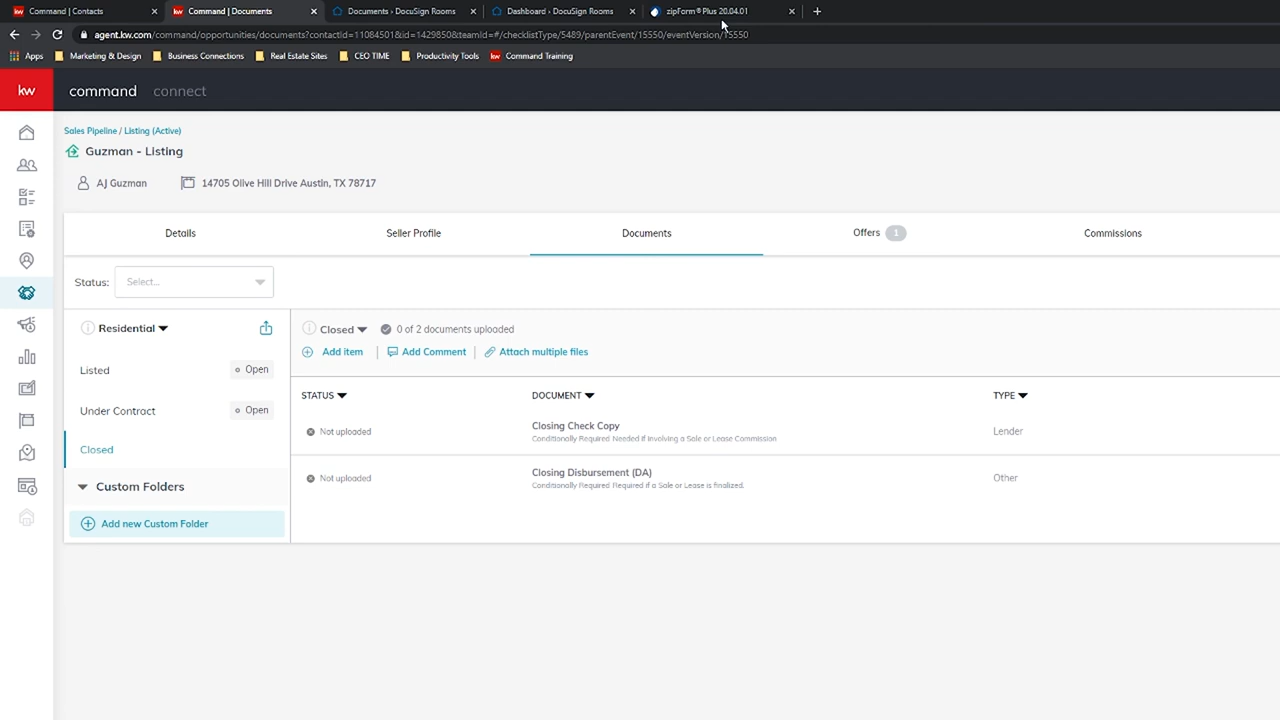 kw Command | Contacts
kw Command | Documents
Documents › DocuSign Rooms
Dashboard › DocuSign Rooms
zipForm®Plus 20.04.01
agent.kw.com/command/opportunities/documents?contactId=110845501&id=14298508&teamId=#/checklistType/5489/parentEvent/15550/eventVersion/15550
Apps Marketing & Design Business Connections Real Estate Sites CEO TIME Productivity Tools kw Command Training
kw command connect
Sales Pipeline / Listing (Active)
Guzman - Listing
AJ Guzman 14705 Olive Hill Drive Austin, TX 78717
Details Seller Profile Documents Offers 1 Commissions
Status: Select...
Residential
Closed 0 of 2 documents uploaded
Add item Add Comment Attach multiple files
Listed Open
Under Contract Open
Closed
Custom Folders
Add new Custom Folder
STATUS DOCUMENT TYPE
Not uploaded Closing Check Copy Lender
Conditionally Required Needed if involving a Sale or Lease Commission
Not uploaded Closing Disbursement (DA) Other
Conditionally Required Required if a Sale or Lease is finalized.